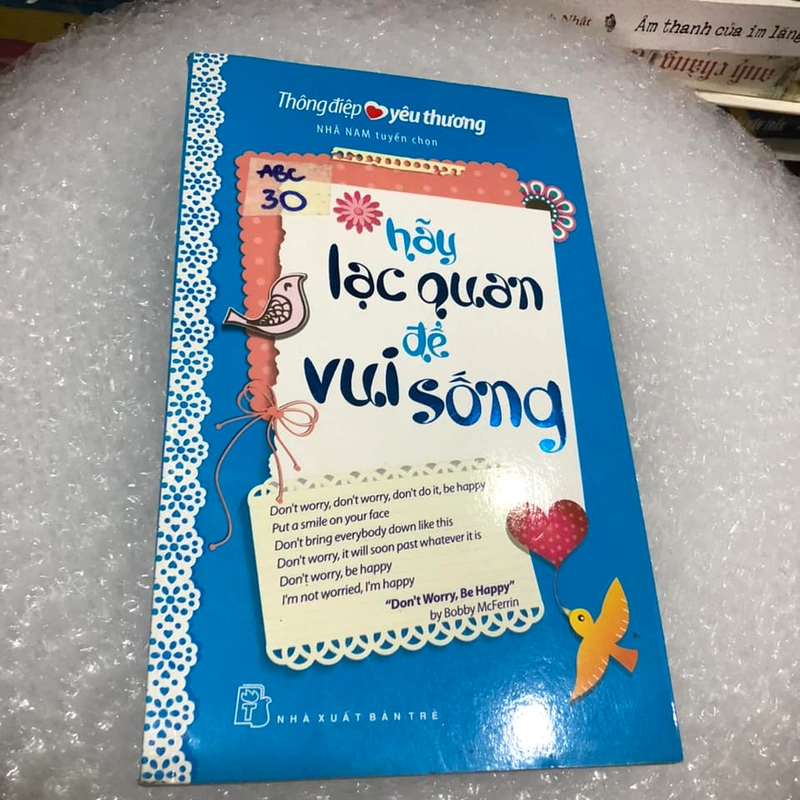 Nhật Âm thanh của im lặng
anh chàng
Thông điệp yêu thương
NHÃ NAM tuyển chọn
ABC
30
hãy
lạc quan
để
vui sống
Don't worry, don't worry, don't do it, be happy
Put a smile on your face
Don't bring everybody down like this
Don't worry, it will soon past whatever it is
Don't worry, be happy
I'm not worried, I'm happy
"Don't Worry, Be Happy"
by Bobby McFerrin
T
NHÀ XUẤT BẢN TRẺ